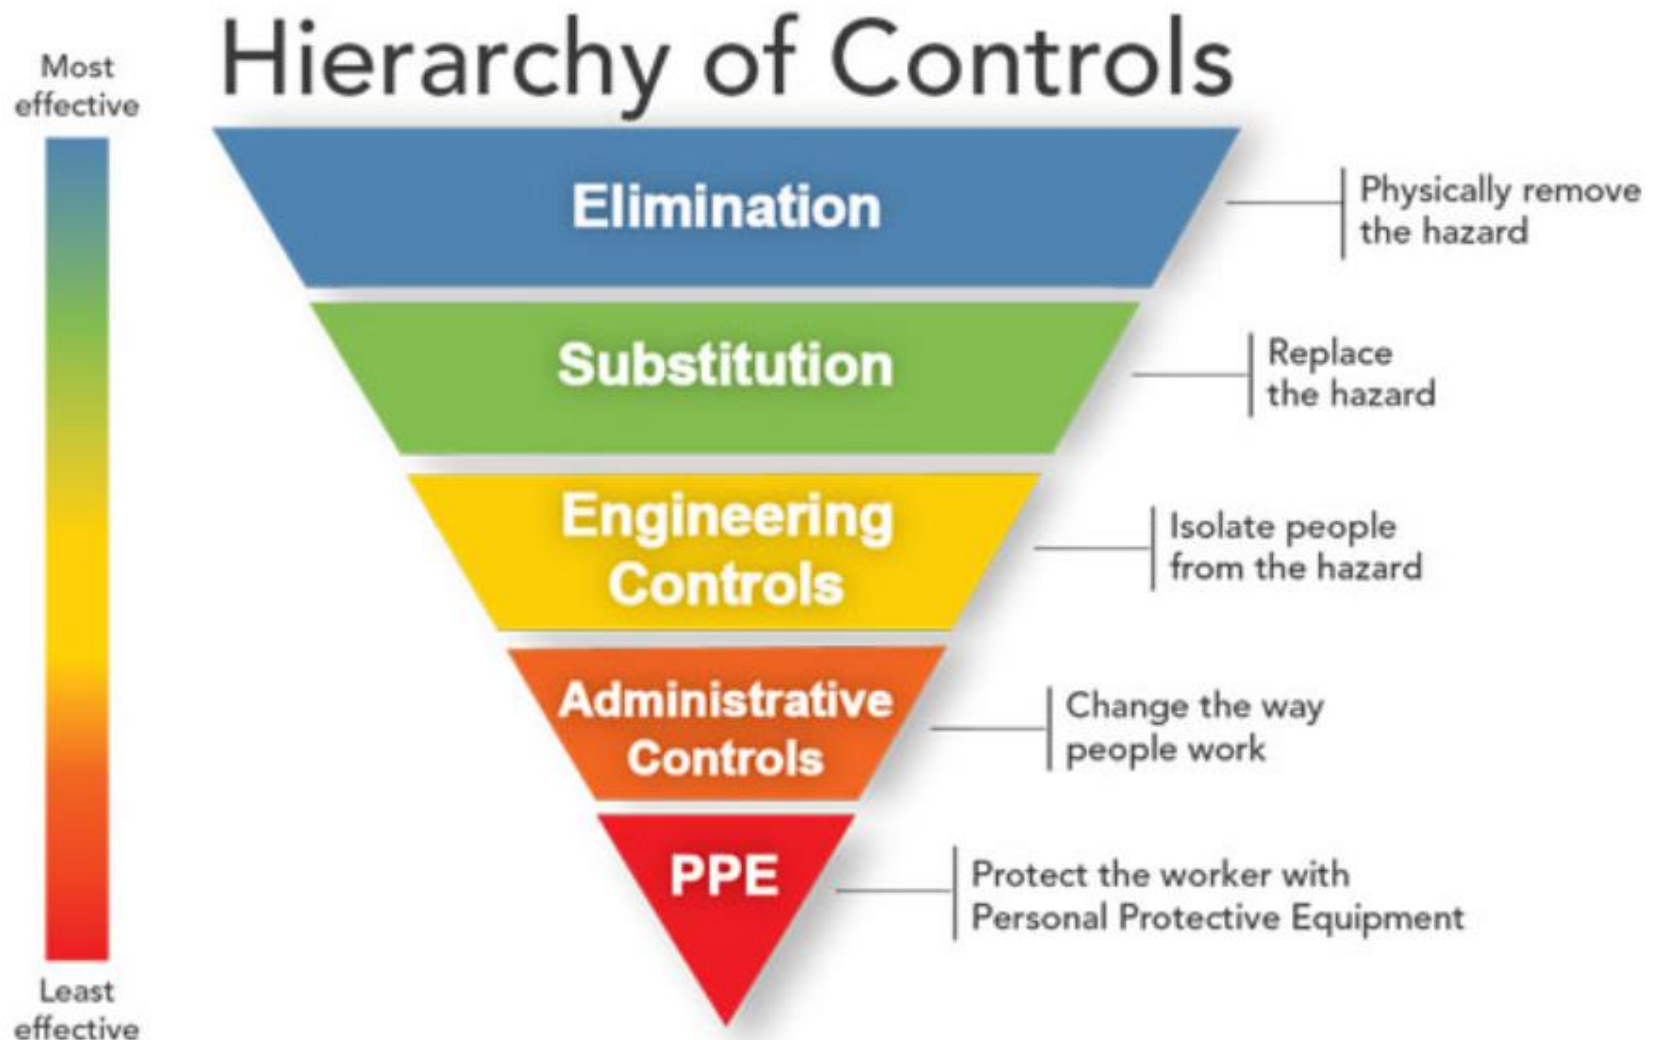 Hierarchy of Controls
Most
effective
Elimination
Physically remove
the hazard
Substitution
Replace
the hazard
Engineering
Controls
Isolate people
from the hazard
Administrative
Controls
Change the way
people work
PPE
Protect the worker with
Personal Protective Equipment
Least
effective